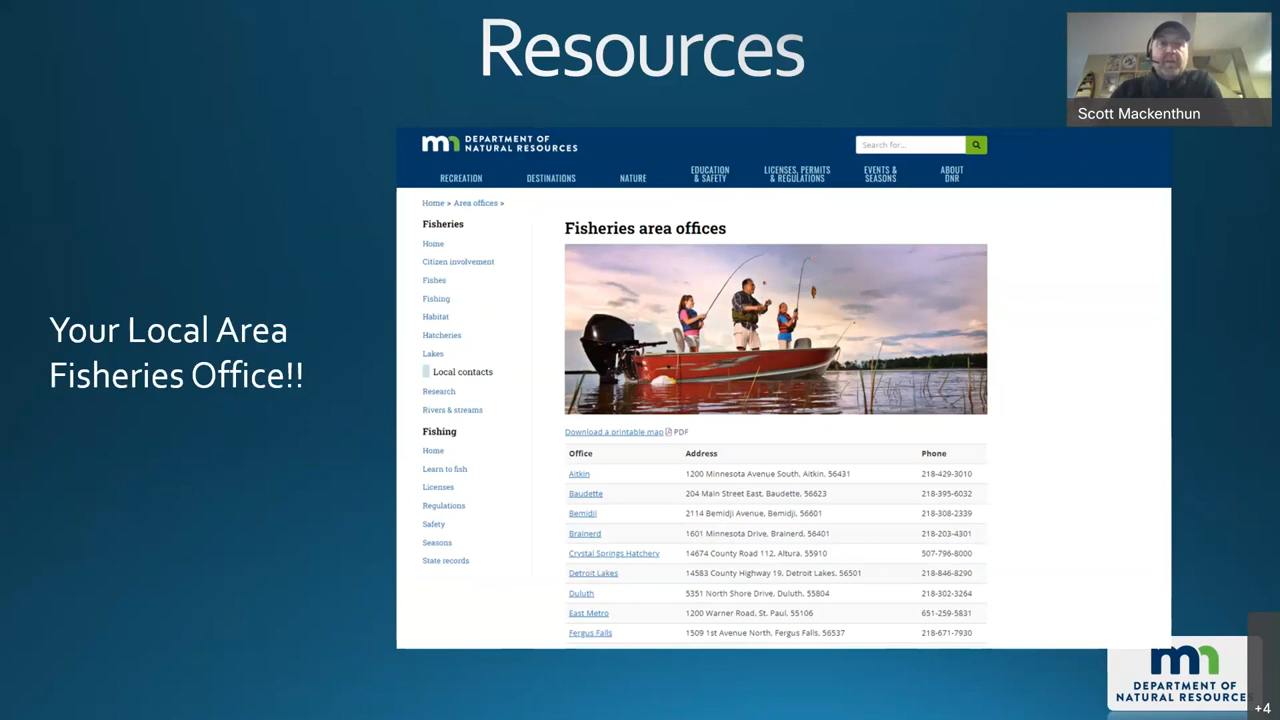 Resources
Scott Mackenthun
DEPARTMENT OF
NATURAL RESOURCES
Search for...
RECREATION
DESTINATIONS
NATURE
EDUCATION
& SAFETY
LICENSES, PERMITS
& REGULATIONS
EVENTS &
SEASONS
ABOUT
DNR
Home > Area offices >
Fisheries
Home
Citizen involvement
Fishes
Fishing
Habitat
Hatcheries
Lakes
Local contacts
Research
Rivers & streams
Fishing
Home
Learn to fish
Licenses
Regulations
Safety
Seasons
State records
Your Local Area
Fisheries Office!!
Fisheries area offices
Download a printable map PDF
Office Address Phone
Aitkin 1200 Minnesota Avenue South, Aitkin, 56431 218-429-3010
Baudette 204 Main Street East, Baudette, 56623 218-395-6032
Bemidji 2114 Bemidji Avenue, Bemidji, 56601 218-308-2339
Brainerd 1601 Minnesota Drive, Brainerd, 56401 218-203-4301
Crystal Springs Hatchery 14674 County Road 112, Altura, 55910 507-796-8000
Detroit Lakes 14583 County Highway 19, Detroit Lakes, 56501 218-846-8290
Duluth 5351 North Shore Drive, Duluth, 55804 218-302-3264
East Metro 1200 Warner Road, St. Paul, 55106 651-259-5831
Fergus Falls 1509 1st Avenue North, Fergus Falls, 56537 218-671-7930
DEPARTMENT OF
NATURAL RESOURCES
+4